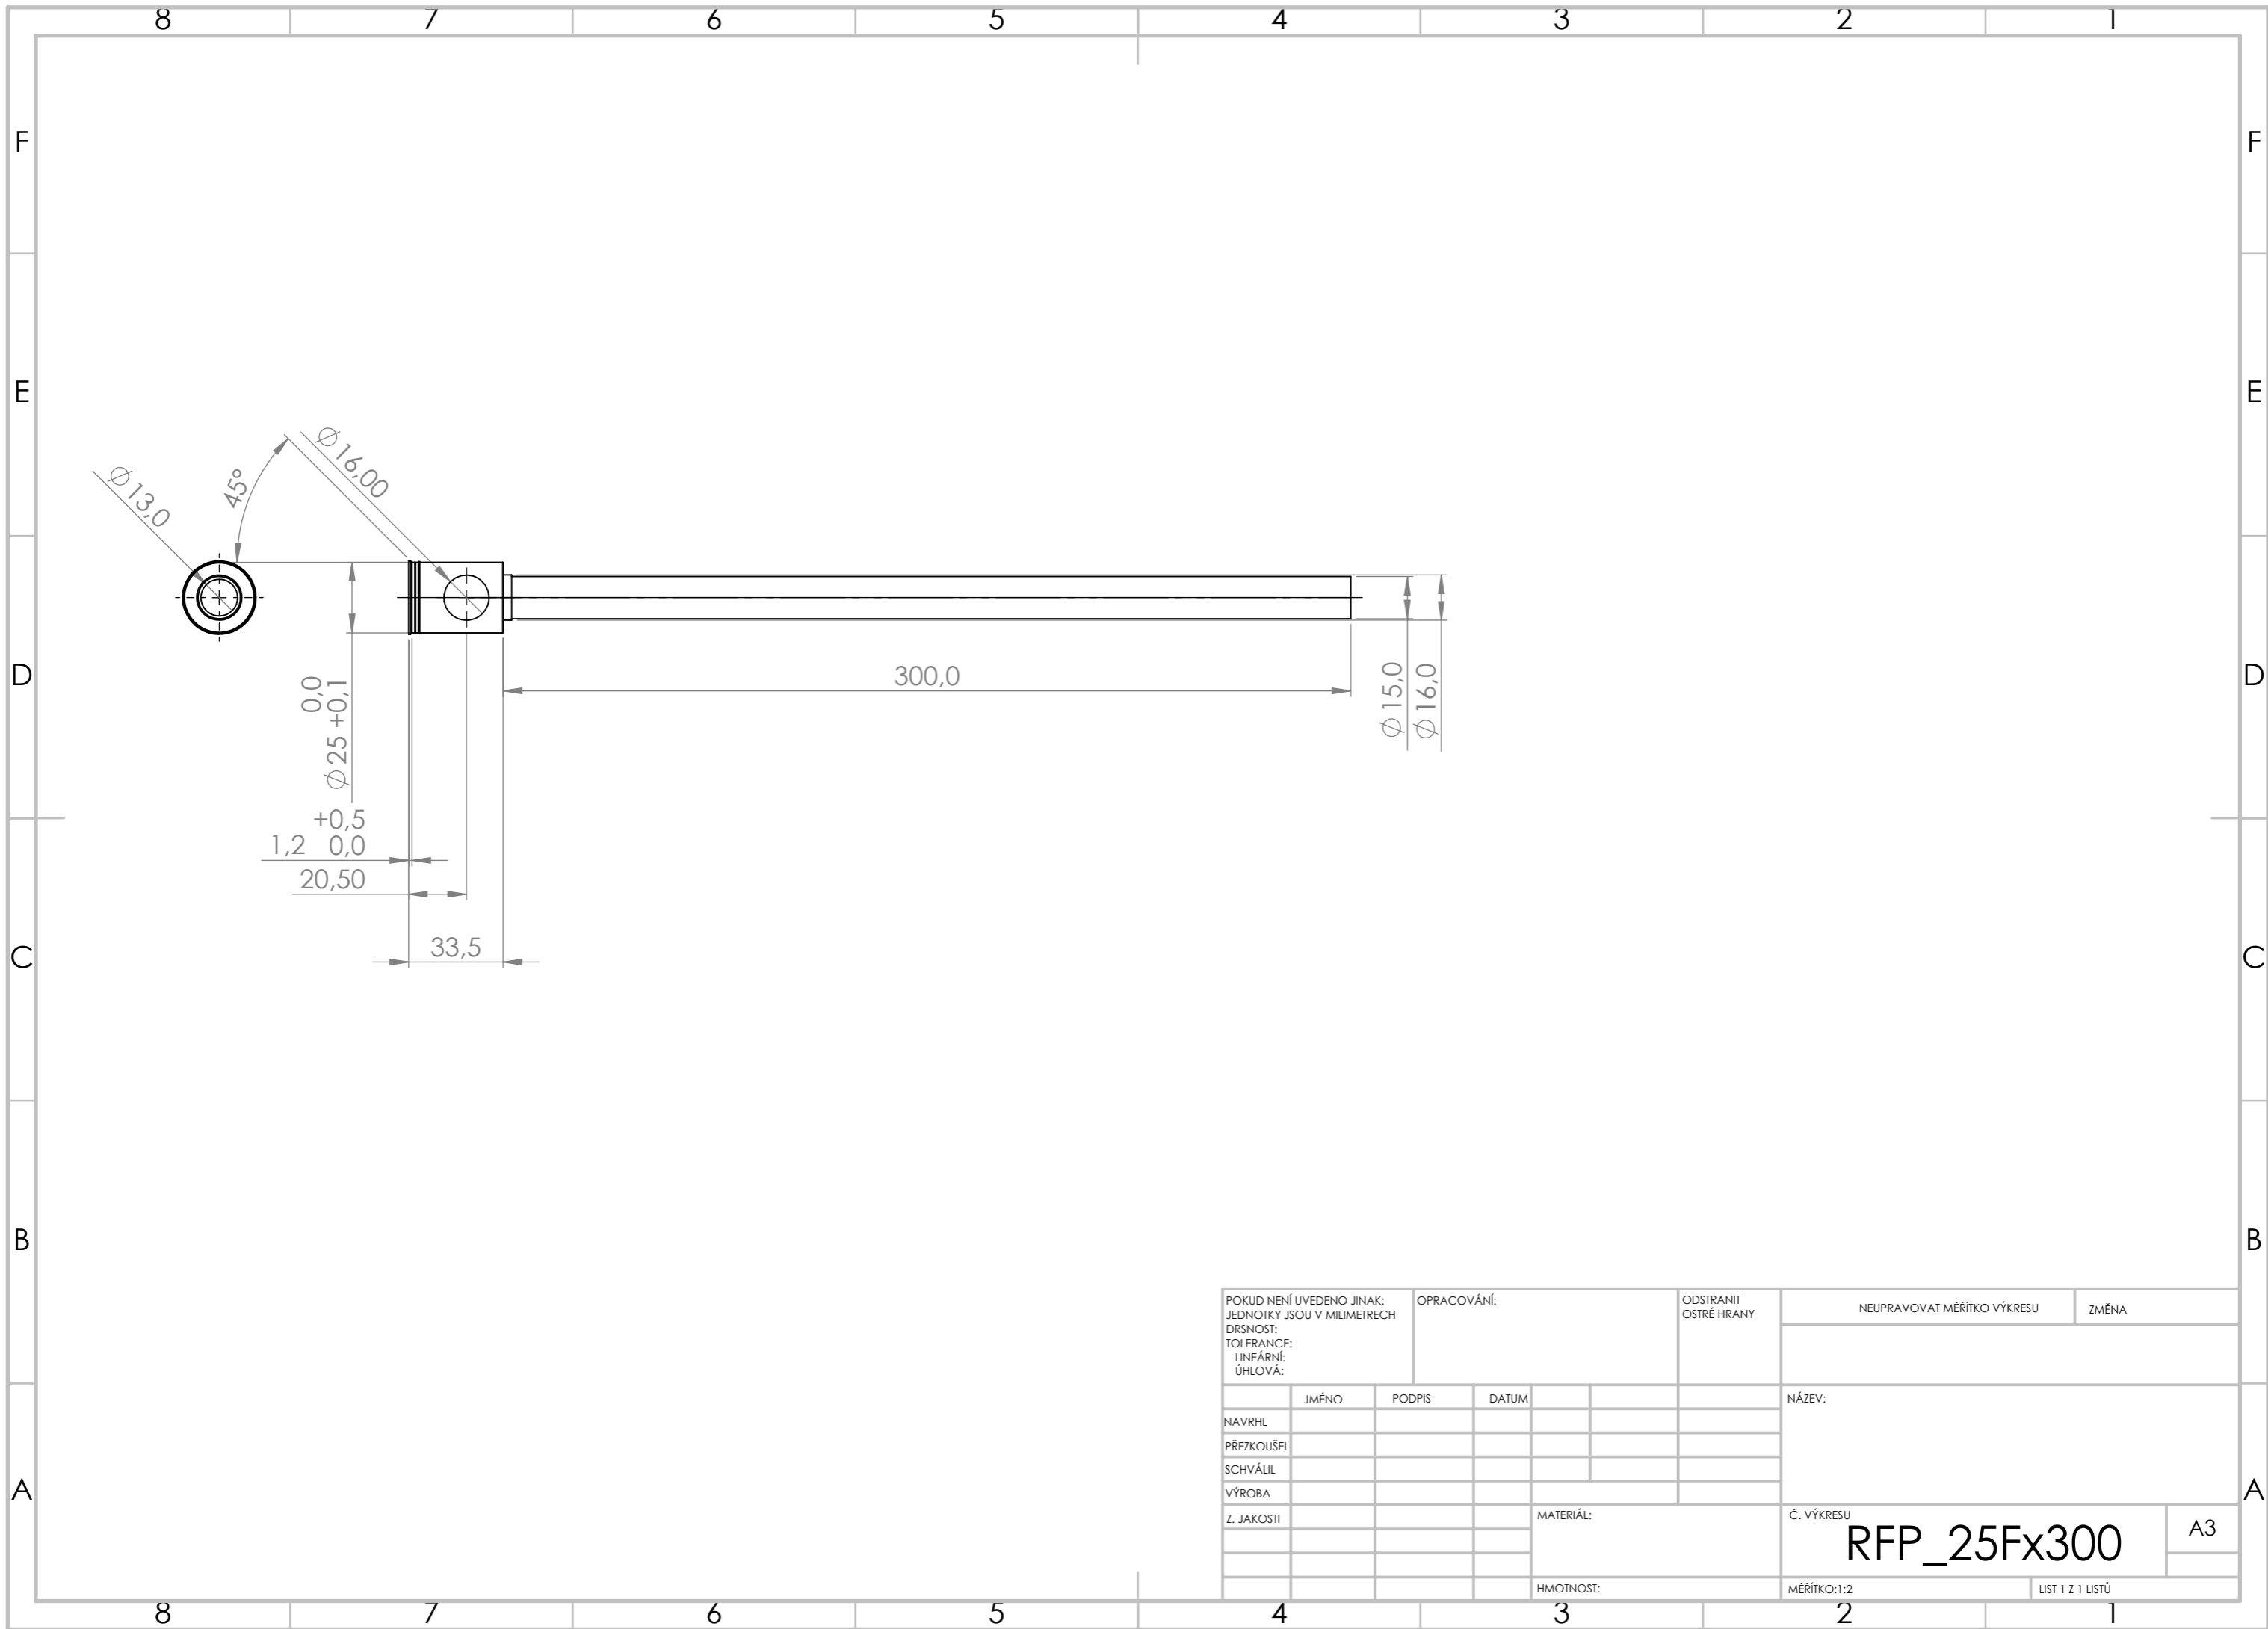 8 7 6 5 4 3 2 1
F F
E E
D D
C C
B B
A A
Ø13,0
45°
Ø16,00
300,0
Ø15,0
Ø16,0
0,0
Ø25 +0,1
+0,5
1,2 0,0
20,50
33,5
POKUD NENÍ UVEDENO JINAK:
JEDNOTKY JSOU V MILIMETRECH
DRSNOST:
TOLERANCE:
LINEÁRNÍ:
ÚHLOVÁ:
OPRACOVÁNÍ:
ODSTRANIT
OSTRÉ HRANY
NEUPRAVOVAT MĚŘÍTKO VÝKRESU
ZMĚNA
JMÉNO PODPIS DATUM
NAVRHL
PŘEZKOUŠEL
SCHVÁLIL
VÝROBA
Z. JAKOSTI
NÁZEV:
MATERIÁL:
HMOTNOST:
Č. VÝKRESU
RFP_25Fx300
A3
MĚŘÍTKO:1:2
LIST 1 Z 1 LISTŮ
8 7 6 5 4 3 2 1